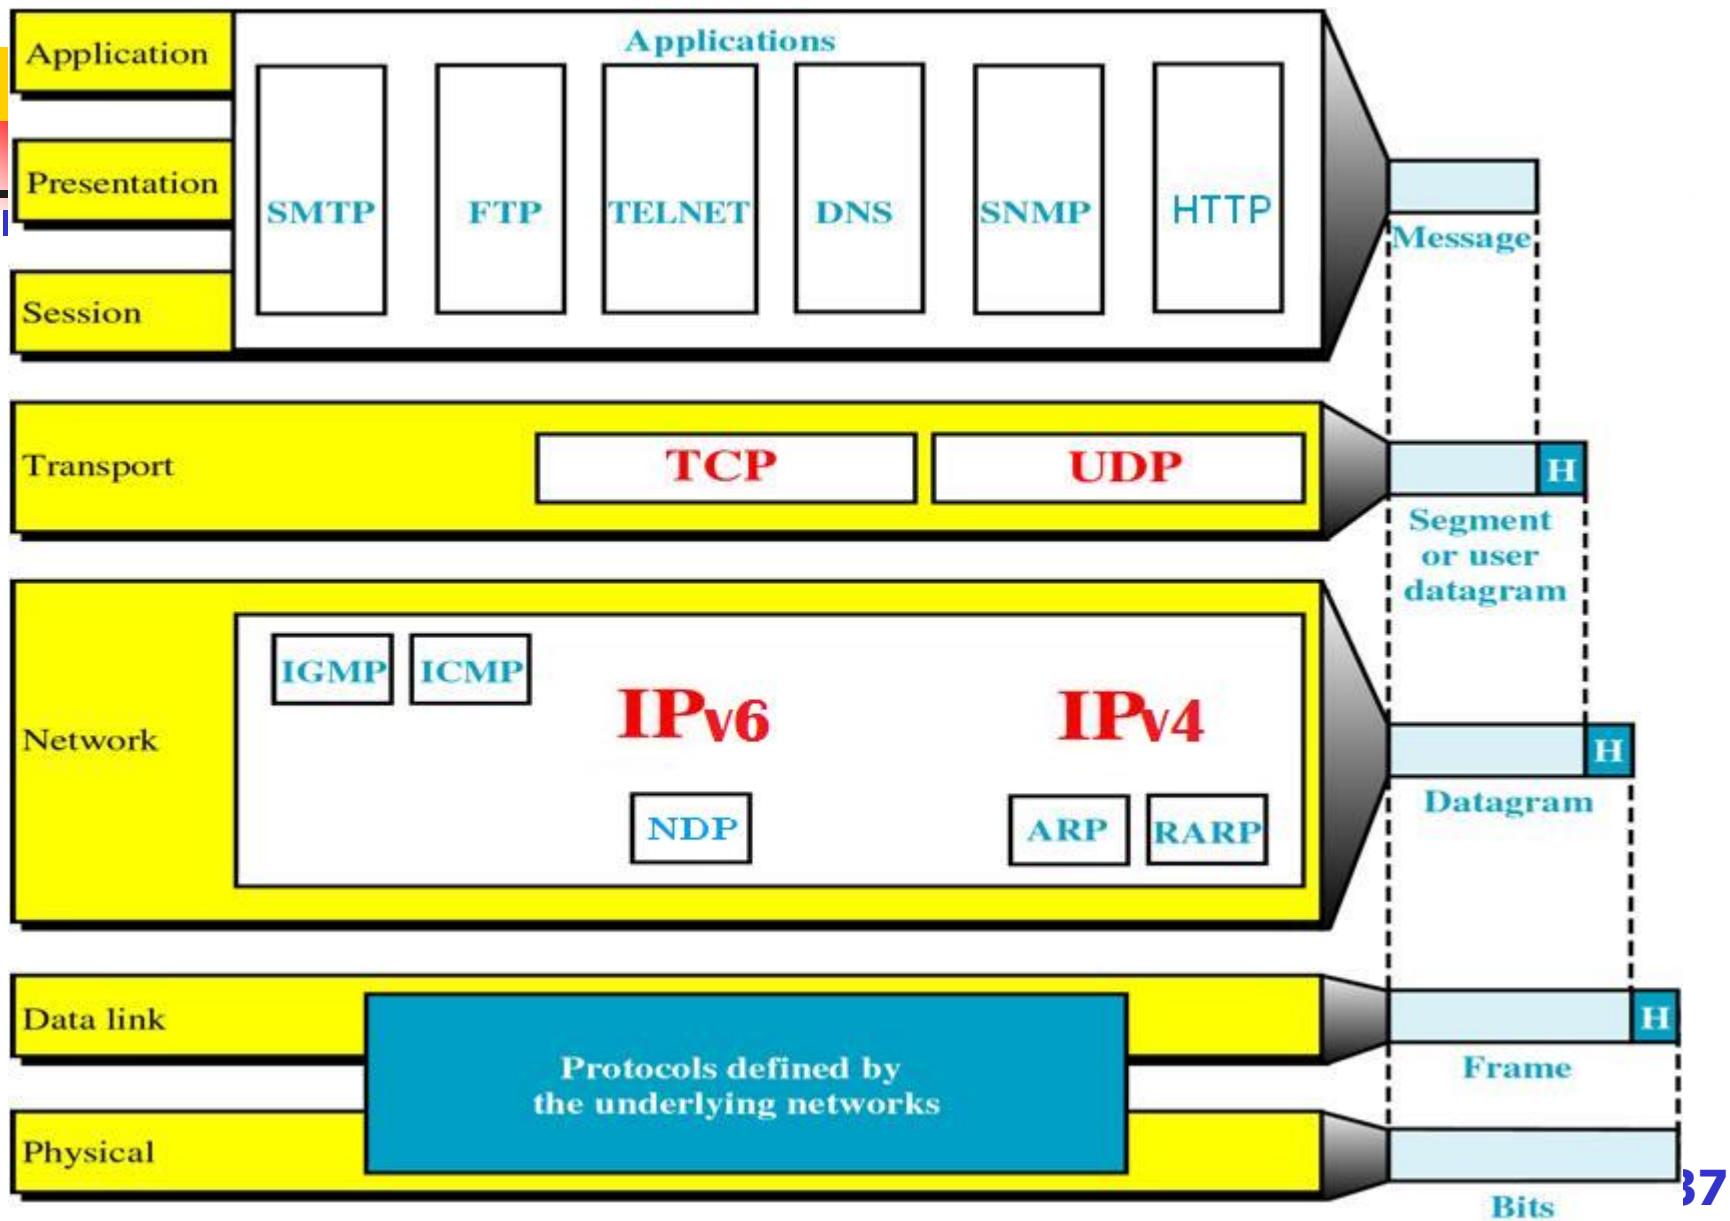 Application
Applications
Presentation
SMTP
FTP
TELNET
DNS
SNMP
HTTP
Message
Session
Transport
TCP
UDP
H
Segment
or user
datagram
IGMP
ICMP
IPv6
IPv4
Network
H
Datagram
NDP
ARP
RARP
Data link
H
Protocols defined by
the underlying networks
Frame
Physical
Bits